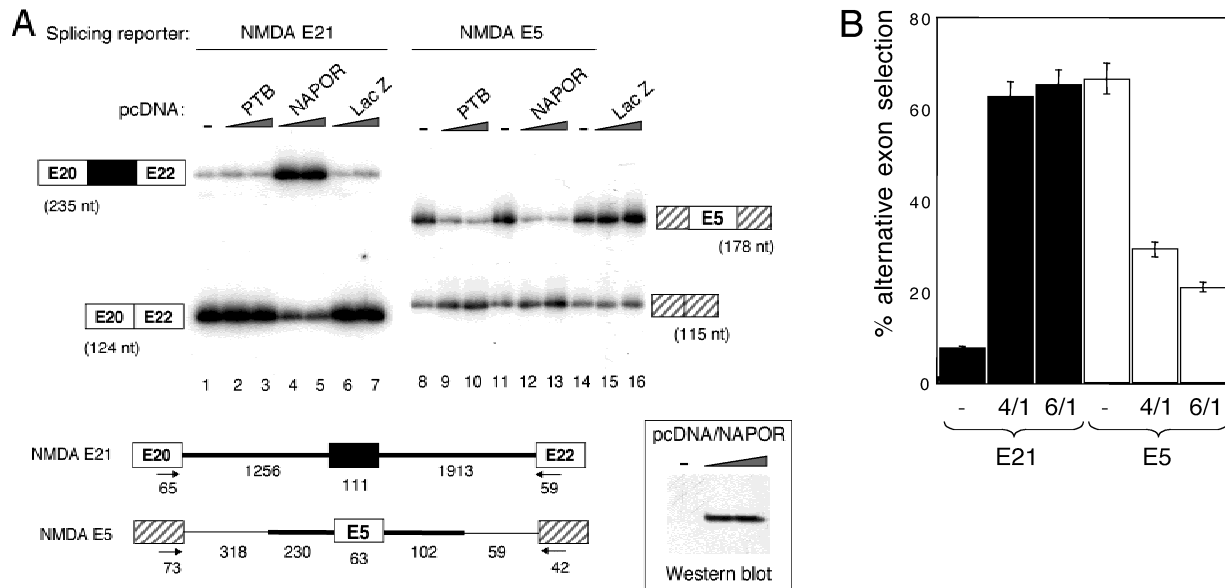 A
Splicing reporter:
NMDA E21
NMDA E5
pcDNA:
-
PTB
NAPOR
Lac Z
-
PTB
-
NAPOR
-
Lac Z
E20
E22
(235 nt)
E5
(178 nt)
E20
E22
(124 nt)
(115 nt)
1 2 3 4 5 6 7 8 9 10 11 12 13 14 15 16
NMDA E21
E20
E22
65
1256
111
1913
59
NMDA E5
E5
73
318
230
63
102
59
42
pcDNA/NAPOR
-
Western blot
B
% alternative exon selection
80
60
40
20
0
- 4/1 6/1 - 4/1 6/1
E21 E5